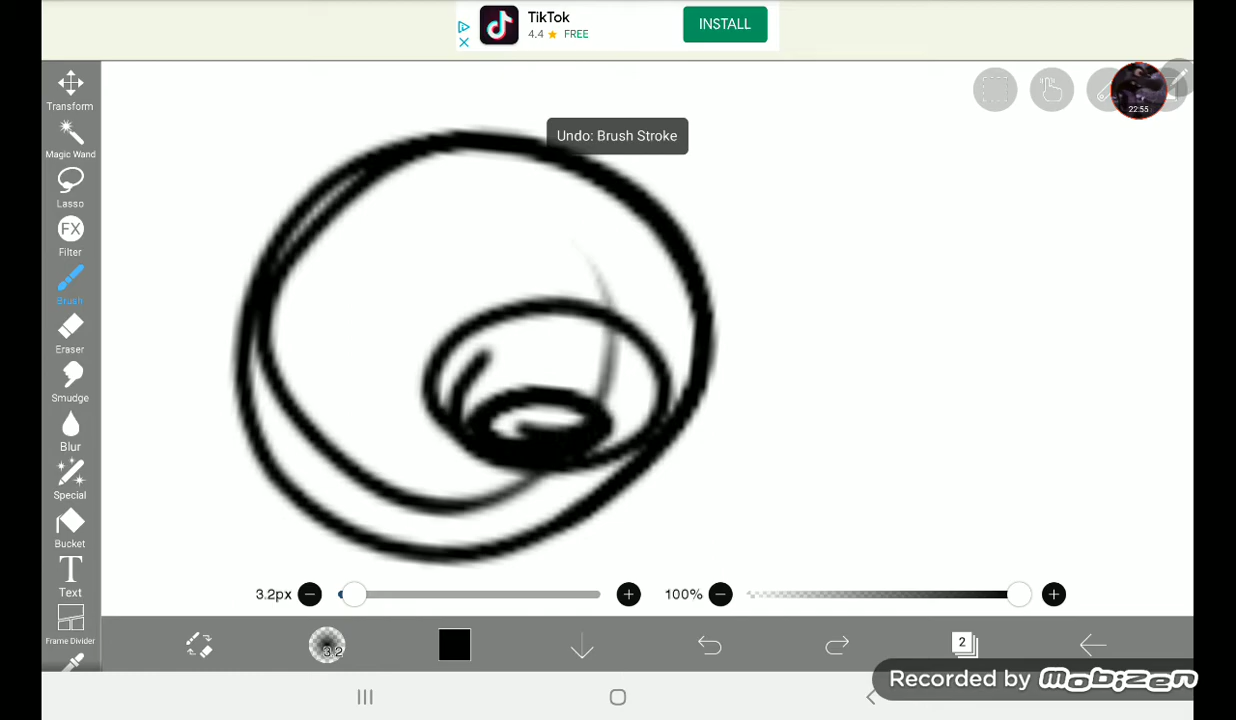 TikTok
4.4 ★ FREE
INSTALL
22:55
Undo: Brush Stroke
Transform
Magic Wand
Lasso
FX
Filter
Brush
Eraser
Smudge
Blur
Special
Bucket
T
Text
Frame Divider
3.2px
100%
3.2
2
Recorded by mobizen